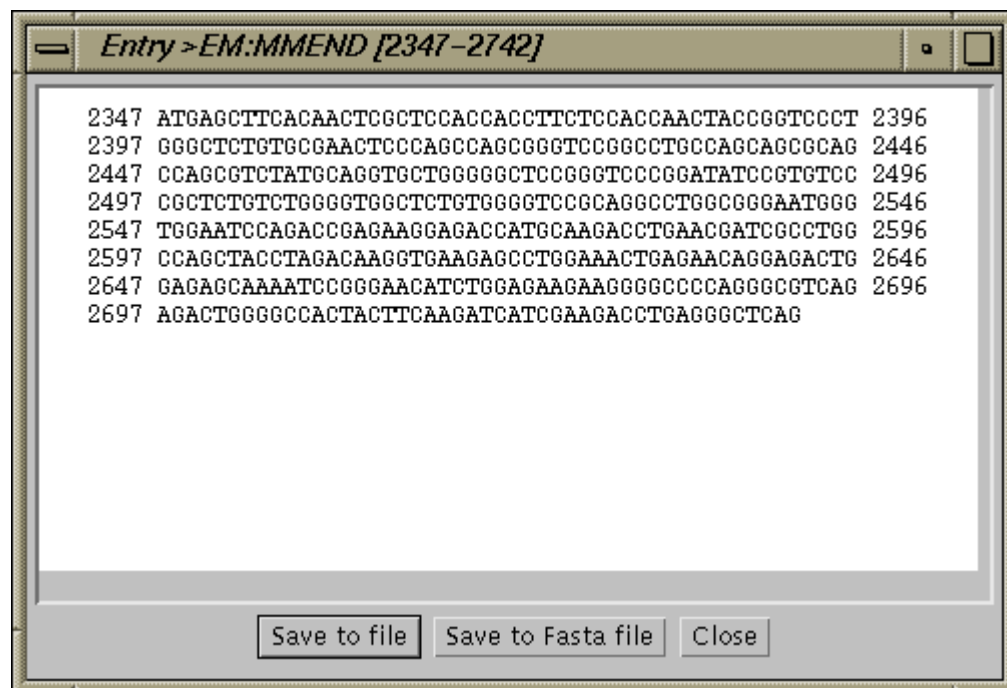 Entry >EM:MMEND [2347-2742]
2347 ATGAGCTTCACAACTCGCTCCACCACCTTCTCCACCAACTACCGGTCCCT 2396
2397 GGGCTCTGTGCGAACTCCCAGCCAGCGGGTCCGGCCTGCCAGCAGCGCAG 2446
2447 CCAGCGTCTATGCAGGTGCTGGGGGCTCCGGGTCCCGGATATCCGTGTCC 2496
2497 CGCTCTGTCTGGGGTGGCTCTGTGGGGTCCGCAGGCCTGGCGGGAATGGG 2546
2547 TGGAATCCAGACCGAGAAGGAGACCATGCAAGACCTGAACGATCGCCTGG 2596
2597 CCAGCTACCTAGACAAGGTGAAGAGCCTGGAAACTGAGAACAGGAGACTG 2646
2647 GAGAGCAAAATCCGGGAACATCTGGAGAAGAAGGGGCCCCAGGGCGTCAG 2696
2697 AGACTGGGGCCACTACTTCAAGATCATCGAAGACCTGAGGGCTCAG
Save to file Save to Fasta file Close